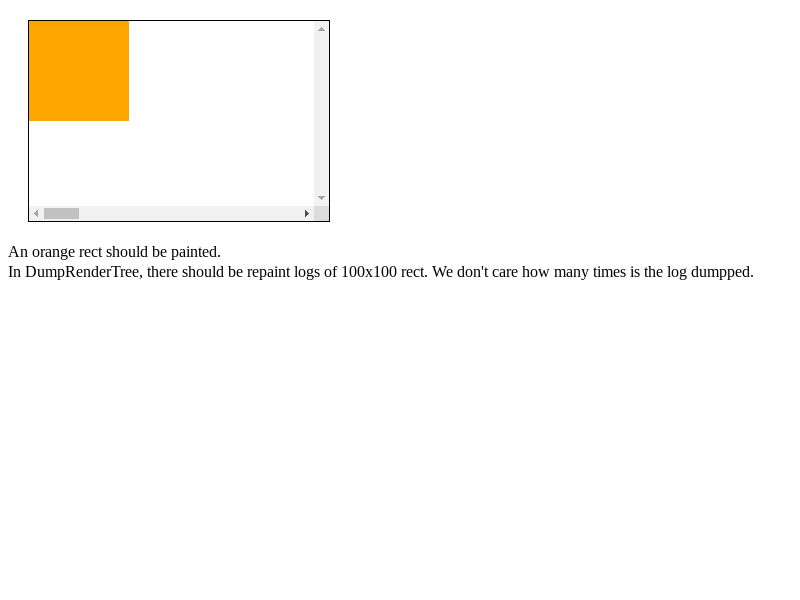 An orange rect should be painted.
In DumpRenderTree, there should be repaint logs of 100x100 rect. We don't care how many times is the log dumpped.